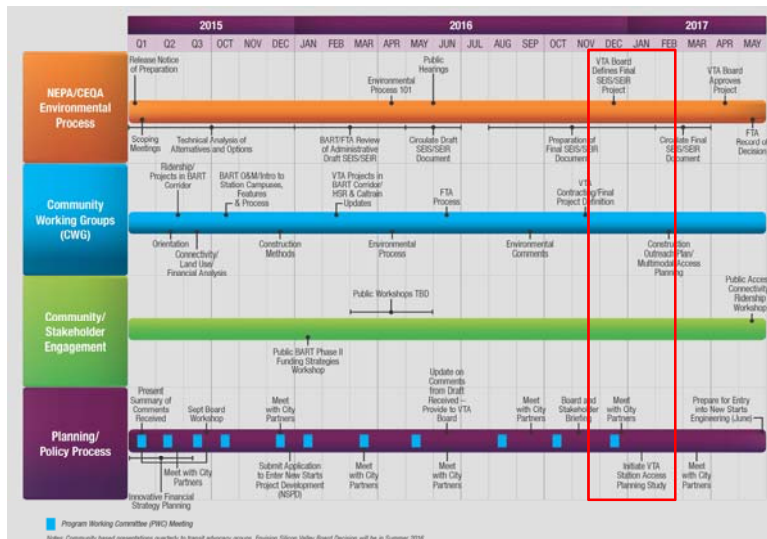 2015 2016 2017
Q1 Q2 Q3 OCT NOV DEC JAN FEB MAR APR MAY JUN JUL AUG SEP OCT NOV DEC JAN FEB MAR APR MAY
NEPA/CEQA
Environmental
Process
Release Notice
of Preparation
Environmental
Process 101
Public
Hearings
VTA Board
Defines Final
SEIS/SEIR
Project
VTA Board
Approves
Project
Scoping
Meetings
Technical Analysis of
Alternatives and Options
BART/FTA Review
of Administrative
Draft SEIS/SEIR
Circulate Draft
SEIS/SEIR
Document
Preparation of
Final SEIS/SEIR
Document
Circulate Final
SEIS/SEIR
Document
FTA
Record of
Decision
Community
Working Groups
(CWG)
Ridership/
Projects in BART
Corridor
BART O&M/Intro to
Station Campuses,
Features
& Process
VTA Projects in
BART Corridor/
HSR & Caltrain
Updates
FTA
Process
VTA
Contracting/Final
Project Definition
Orientation
Connectivity/
Land Use/
Financial Analysis
Construction
Methods
Environmental
Process
Environmental
Comments
Construction
Outreach Plan/
Multimodal Access
Planning
Community/
Stakeholder
Engagement
Public Workshops TBD
Public Access
Connectivity
Ridership
Workshop
Public BART Phase II
Funding Strategies
Workshop
Planning/
Policy Process
Present
Summary of
Comments
Received
Sept Board
Workshop
Meet
with City
Partners
Update on
Comments
from Draft
Received –
Provide to VTA
Board
Meet
with City
Partners
Board and
Stakeholder
Briefing
Meet
with City
Partners
Prepare for Entry
into New Starts
Engineering (June)
Meet with City
Partners
Innovative Financial
Strategy Planning
Submit Application
to Enter New Starts
Project Development
(NSPD)
Meet
with City
Partners
Meet
with City
Partners
Initiate VTA
Station Access
Planning Study
Meet
with City
Partners
Program Working Committee (PWC) Meeting